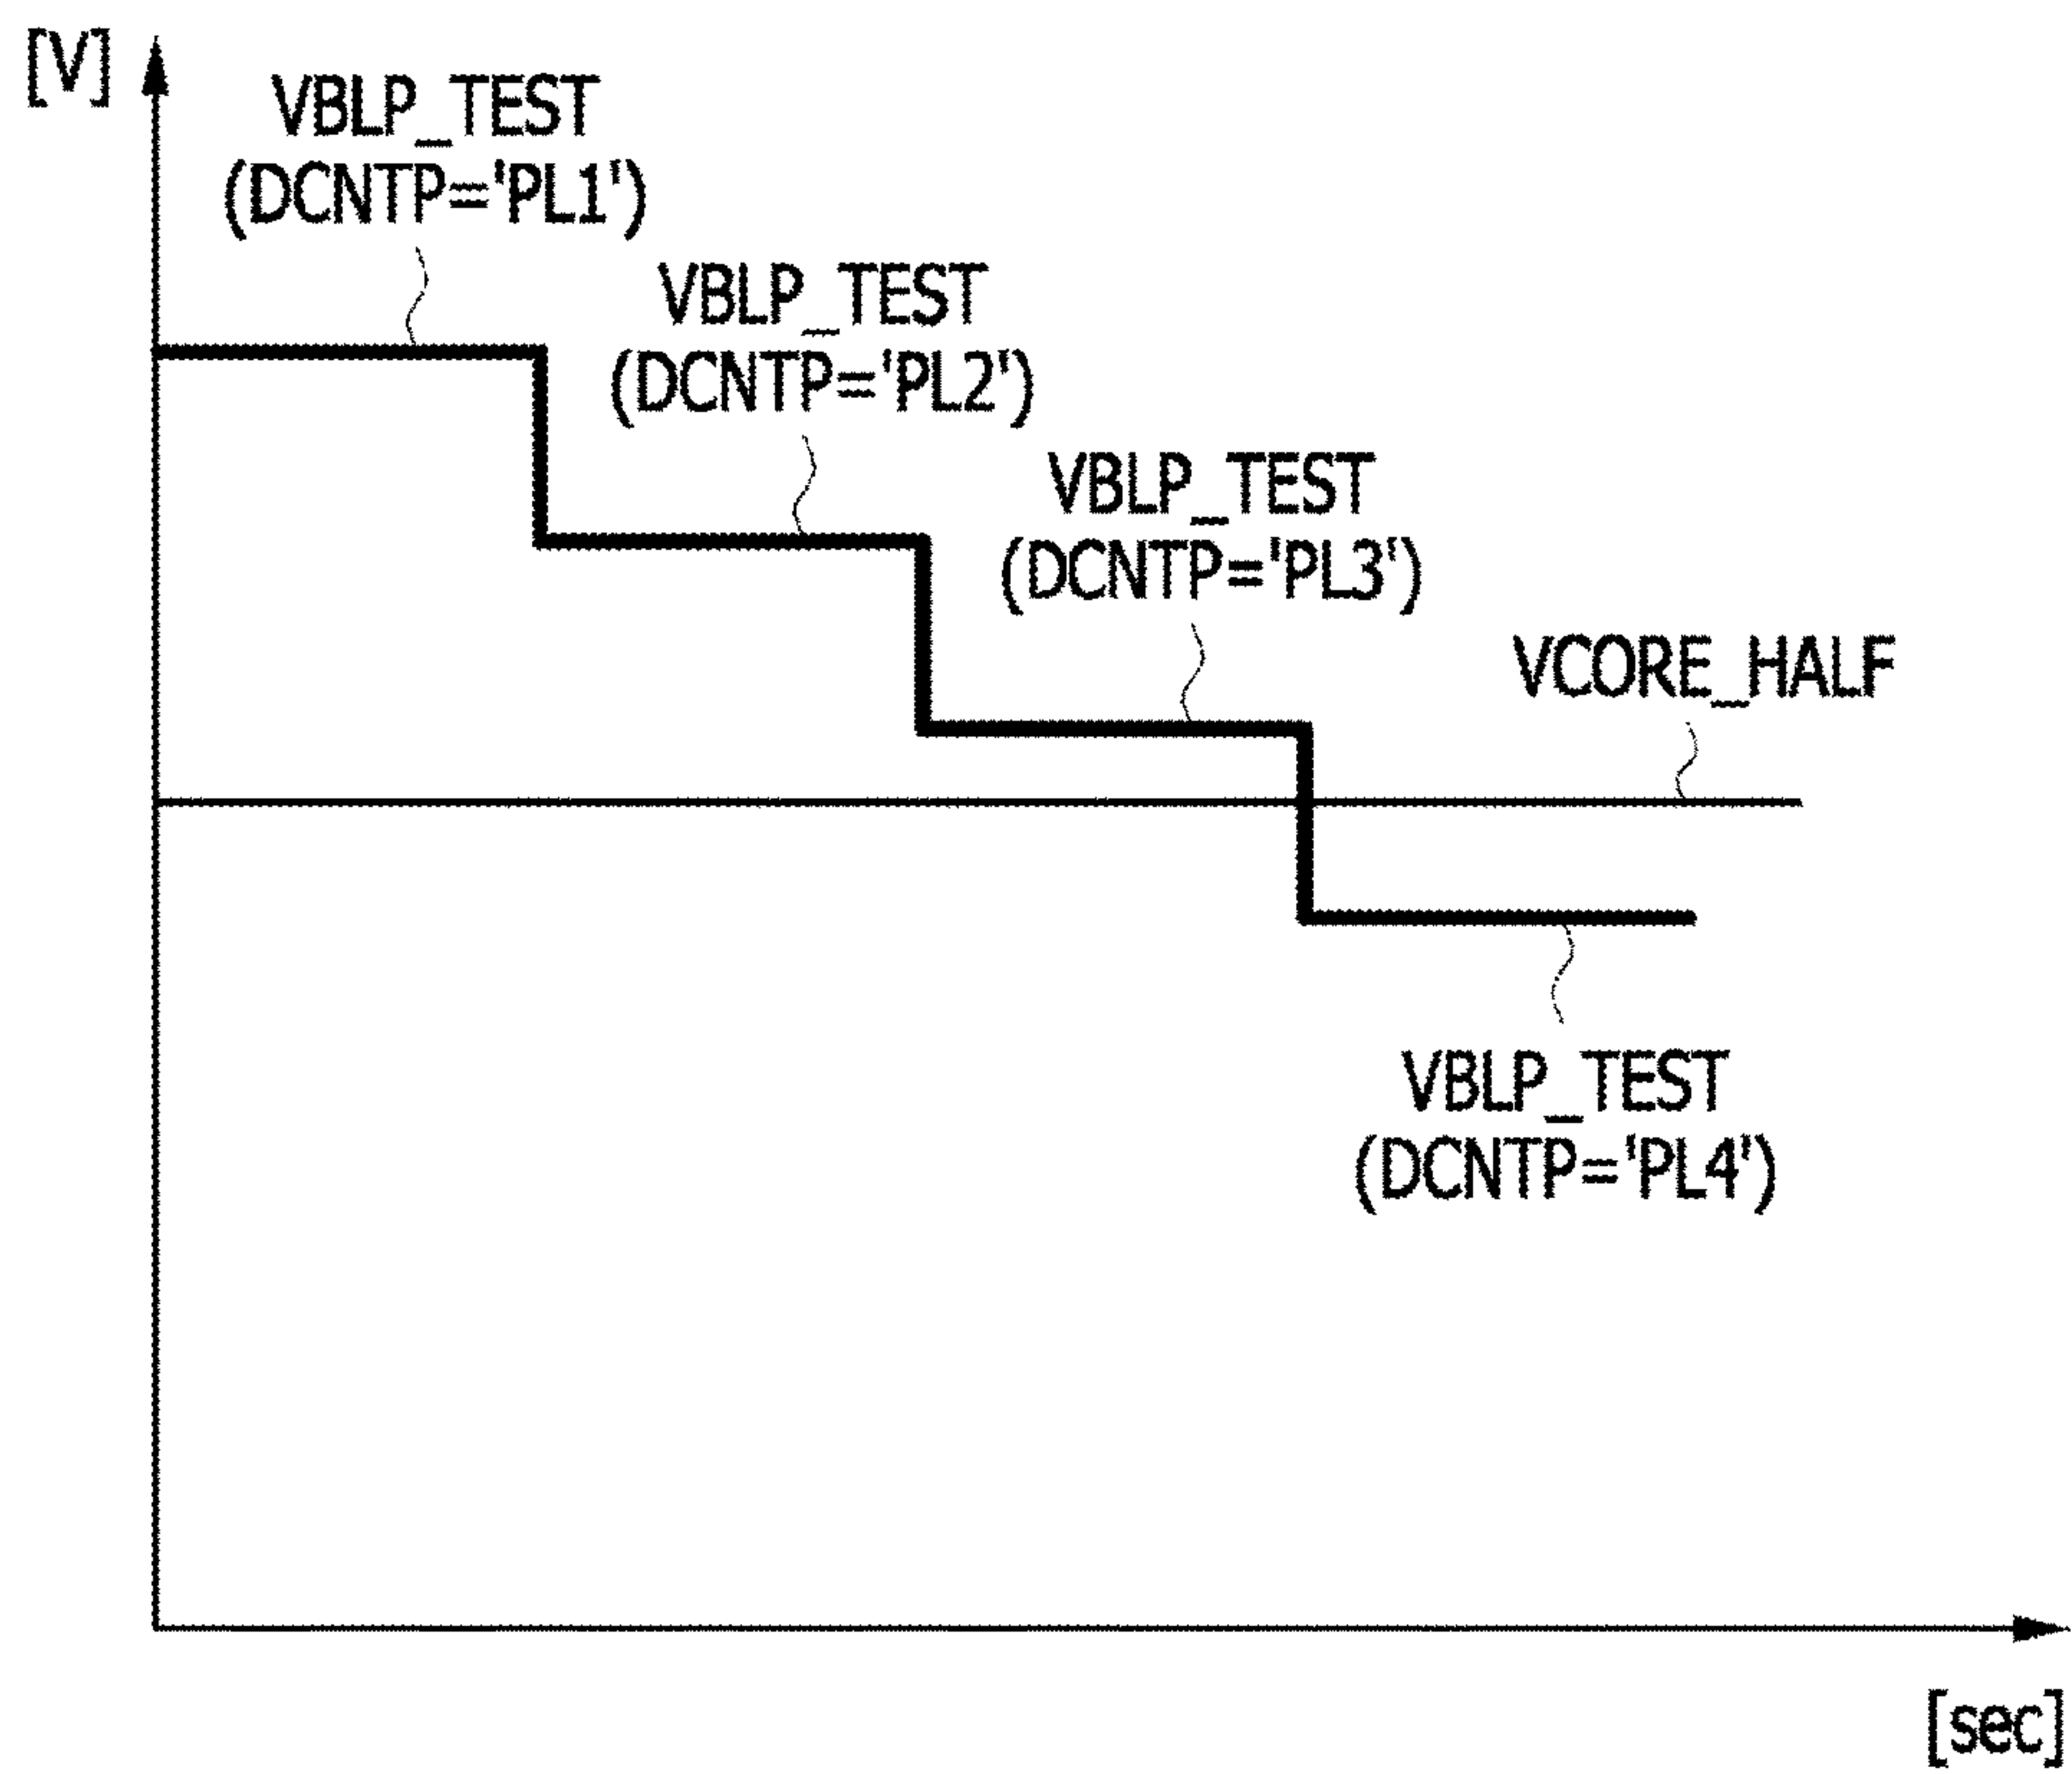 [V]
VBLP_TEST
(DCNTP='PL1')
VBLP_TEST
(DCNTP='PL2')
VBLP_TEST
(DCNTP='PL3')
VCORE_HALF
VBLP_TEST
(DCNTP='PL4')
[sec]